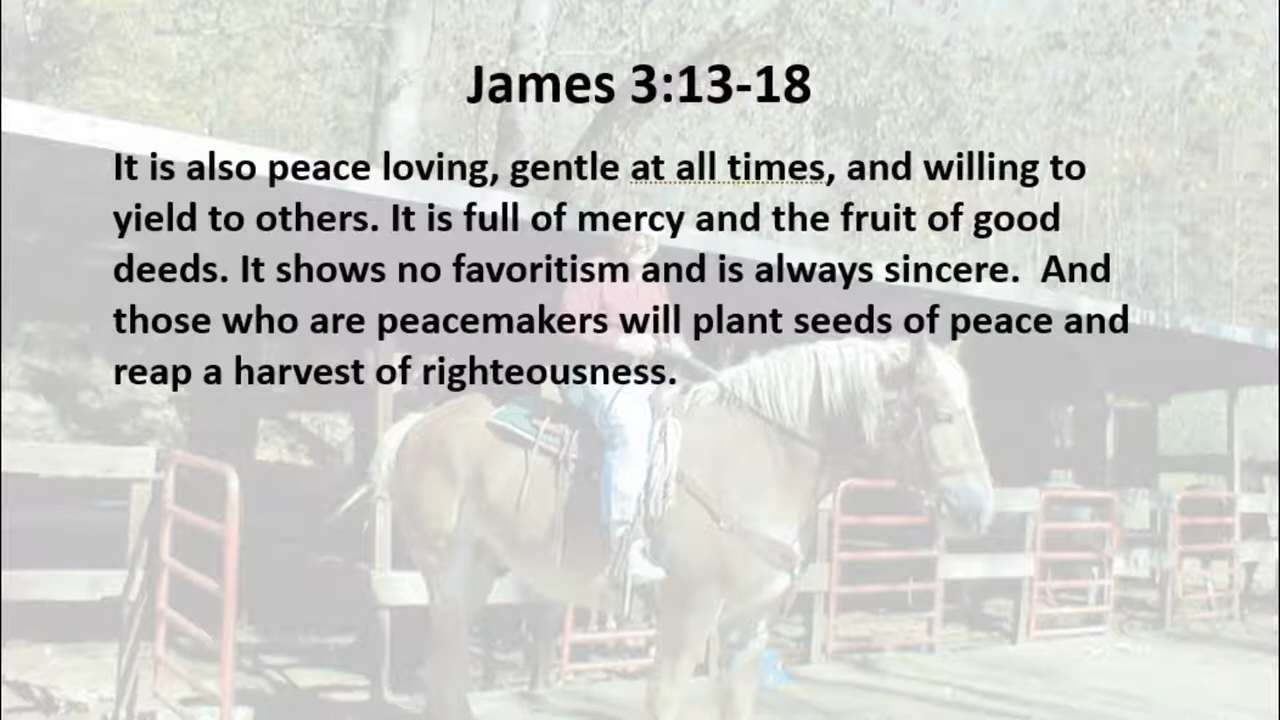 James 3:13-18
It is also peace loving, gentle at all times, and willing to
yield to others. It is full of mercy and the fruit of good
deeds. It shows no favoritism and is always sincere.  And
those who are peacemakers will plant seeds of peace and
reap a harvest of righteousness.